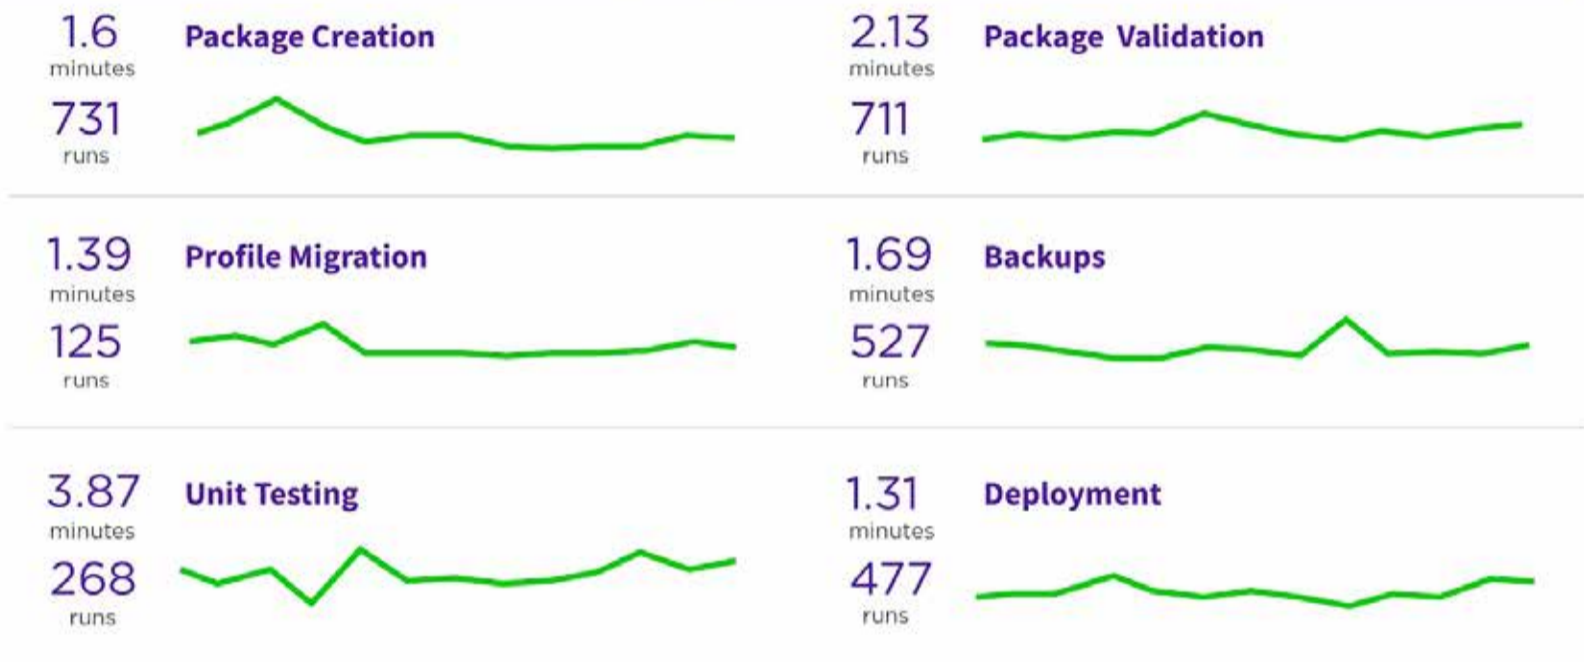 1.6
minutes
731
runs
Package Creation
2.13
minutes
711
runs
Package Validation
1.39
minutes
125
runs
Profile Migration
1.69
minutes
527
runs
Backups
3.87
minutes
268
runs
Unit Testing
1.31
minutes
477
runs
Deployment